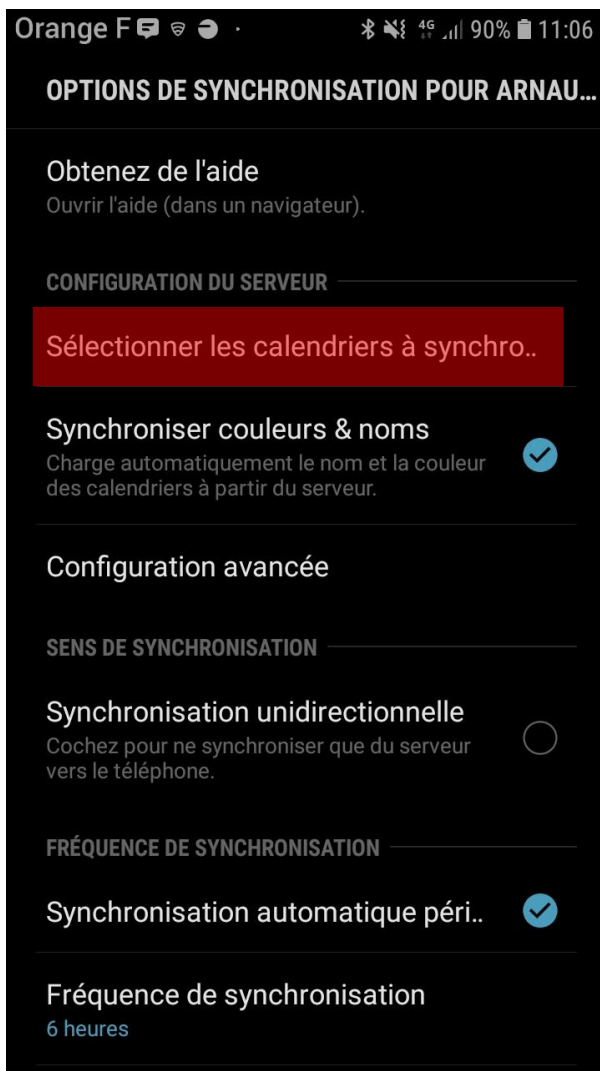 Orange F 4G 90% 11:06
OPTIONS DE SYNCHRONISATION POUR ARNAU...
Obtenez de l'aide
Ouvrir l'aide (dans un navigateur).
CONFIGURATION DU SERVEUR
Sélectionner les calendriers à synchro..
Synchroniser couleurs & noms
Charge automatiquement le nom et la couleur
des calendriers à partir du serveur.
Configuration avancée
SENS DE SYNCHRONISATION
Synchronisation unidirectionnelle
Cochez pour ne synchroniser que du serveur
vers le téléphone.
FRÉQUENCE DE SYNCHRONISATION
Synchronisation automatique péri..
Fréquence de synchronisation
6 heures